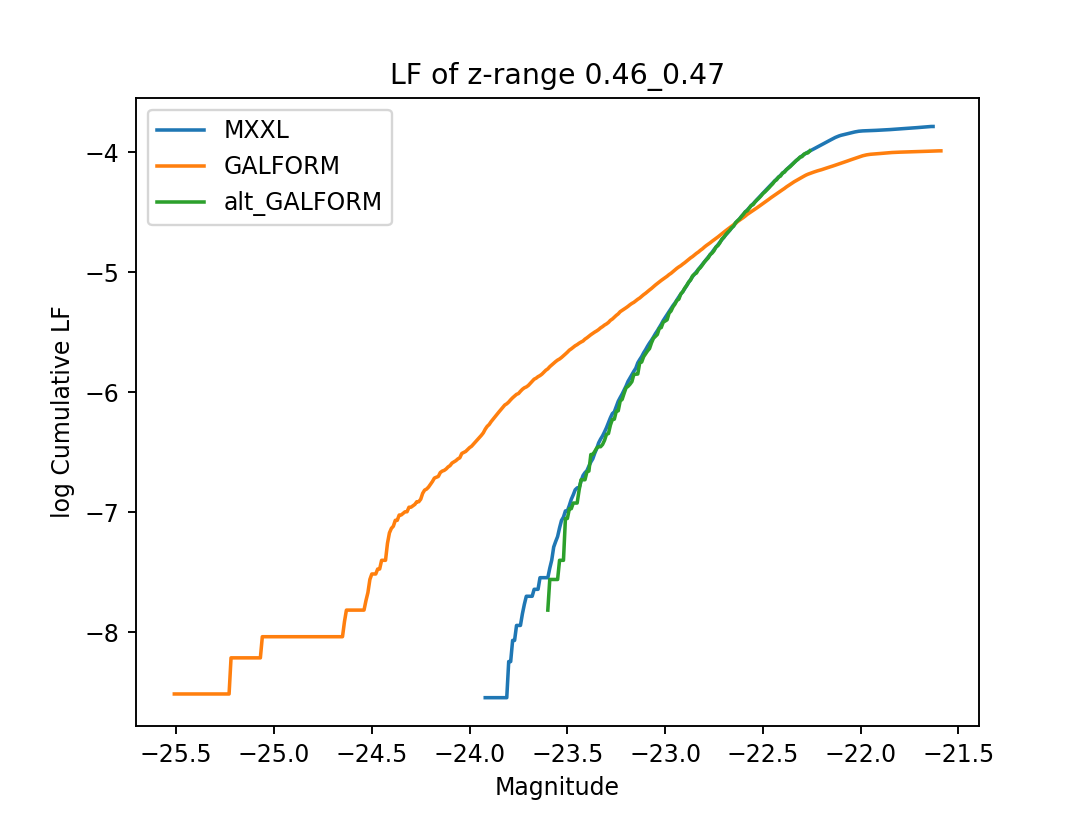 LF of z-range 0.46_0.47
MXXL
GALFORM
alt_GALFORM
log Cumulative LF
−4
−5
−6
−7
−8
−25.5 −25.0 −24.5 −24.0 −23.5 −23.0 −22.5 −22.0 −21.5
Magnitude